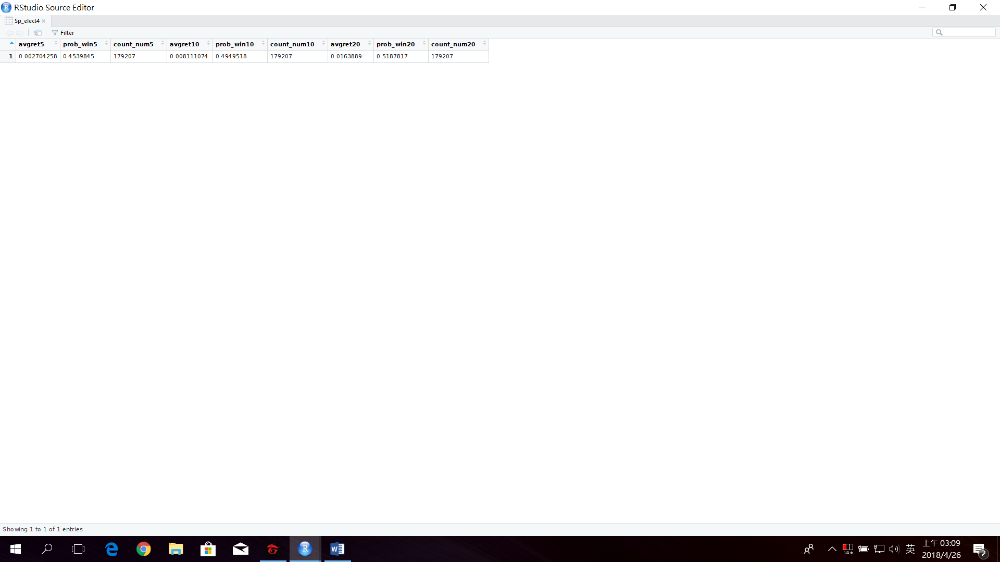 RStudio Source Editor
Sp_elect4
Filter
avgret5 prob_win5 count_num5 avgret10 prob_win10 count_num10 avgret20 prob_win20 count_num20
1 0.002704258 0.4539845 179207 0.008111074 0.4949518 179207 0.0163889 0.5187817 179207
Showing 1 to 1 of 1 entries
英
上午 03:09
2018/4/26
2